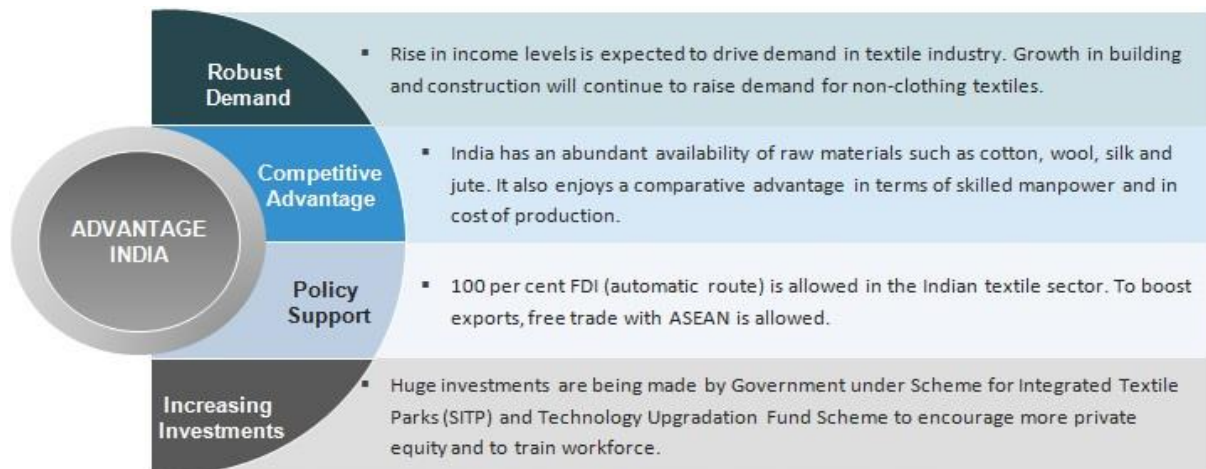 ADVANTAGE
INDIA
Robust
Demand
▪ Rise in income levels is expected to drive demand in textile industry. Growth in building
and construction will continue to raise demand for non-clothing textiles.
Competitive
Advantage
▪ India has an abundant availability of raw materials such as cotton, wool, silk and
jute. It also enjoys a comparative advantage in terms of skilled manpower and in
cost of production.
Policy
Support
▪ 100 per cent FDI (automatic route) is allowed in the Indian textile sector. To boost
exports, free trade with ASEAN is allowed.
Increasing
Investments
▪ Huge investments are being made by Government under Scheme for Integrated Textile
Parks (SITP) and Technology Upgradation Fund Scheme to encourage more private
equity and to train workforce.